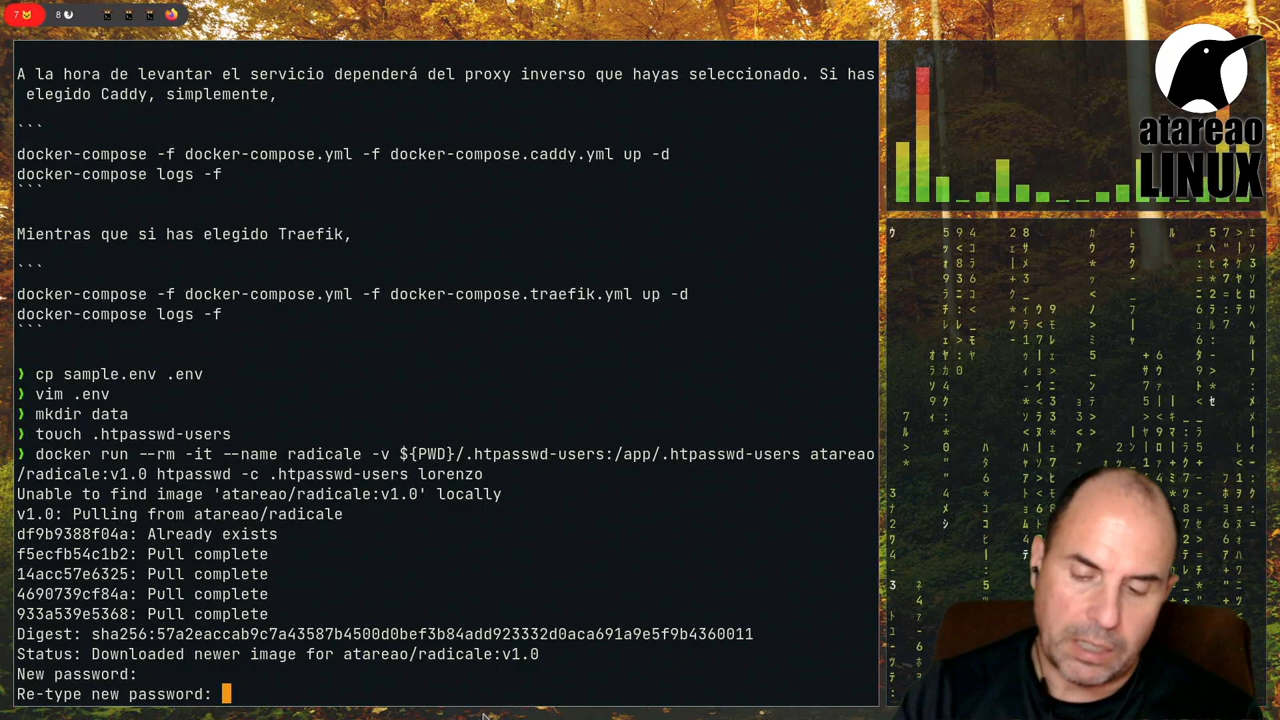 7
8
A la hora de levantar el servicio dependerá del proxy inverso que hayas seleccionado. Si has
elegido Caddy, simplemente,
```
docker-compose -f docker-compose.yml -f docker-compose.caddy.yml up -d
docker-compose logs -f
```
Mientras que si has elegido Traefik,
```
docker-compose -f docker-compose.yml -f docker-compose.traefik.yml up -d
docker-compose logs -f
```
❯ cp sample.env .env
❯ vim .env
❯ mkdir data
❯ touch .htpasswd-users
❯ docker run --rm -it --name radicale -v ${PWD}/.htpasswd-users:/app/.htpasswd-users atareao
/radicale:v1.0 htpasswd -c .htpasswd-users lorenzo
Unable to find image 'atareao/radicale:v1.0' locally
v1.0: Pulling from atareao/radicale
df9b9388f04a: Already exists
f5ecfb54c1b2: Pull complete
14acc57e6325: Pull complete
4690739cf84a: Pull complete
933a539e5368: Pull complete
Digest: sha256:57a2eaccab9c7a43587b4500d0bef3b84add923332d0aca691a9e5f9b4360011
Status: Downloaded newer image for atareao/radicale:v1.0
New password:
Re-type new password:
atareao
LINUX